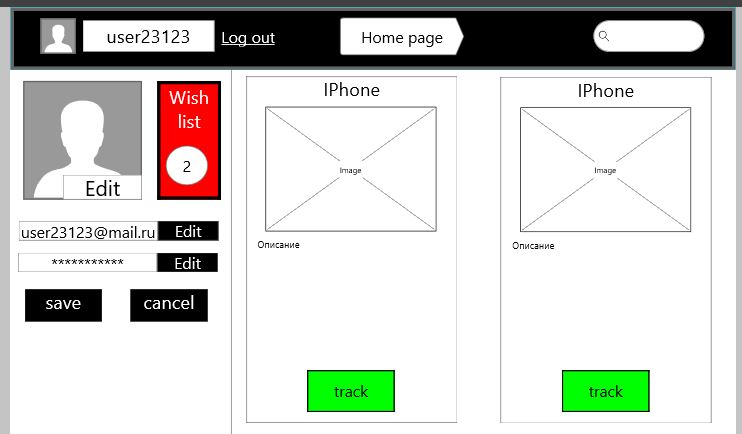 user23123
Log out
Home page
Edit
Wish
list
2
user23123@mail.ru
Edit
***********
Edit
save
cancel
IPhone
Image
Описание
track
IPhone
Image
Описание
track